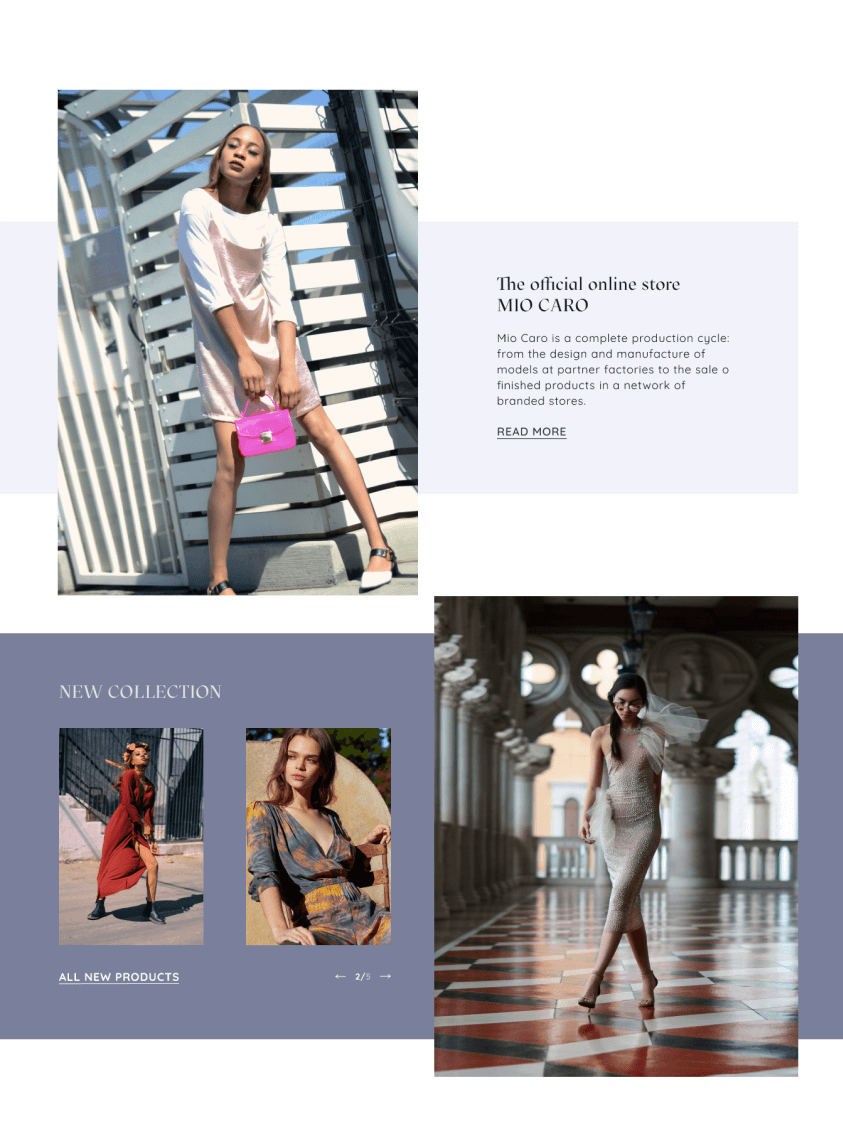 The official online store
MIO CARO
Mio Caro is a complete production cycle:
from the design and manufacture of
models at partner factories to the sale o
finished products in a network of
branded stores.
READ MORE
NEW COLLECTION
ALL NEW PRODUCTS
← 2/5 →